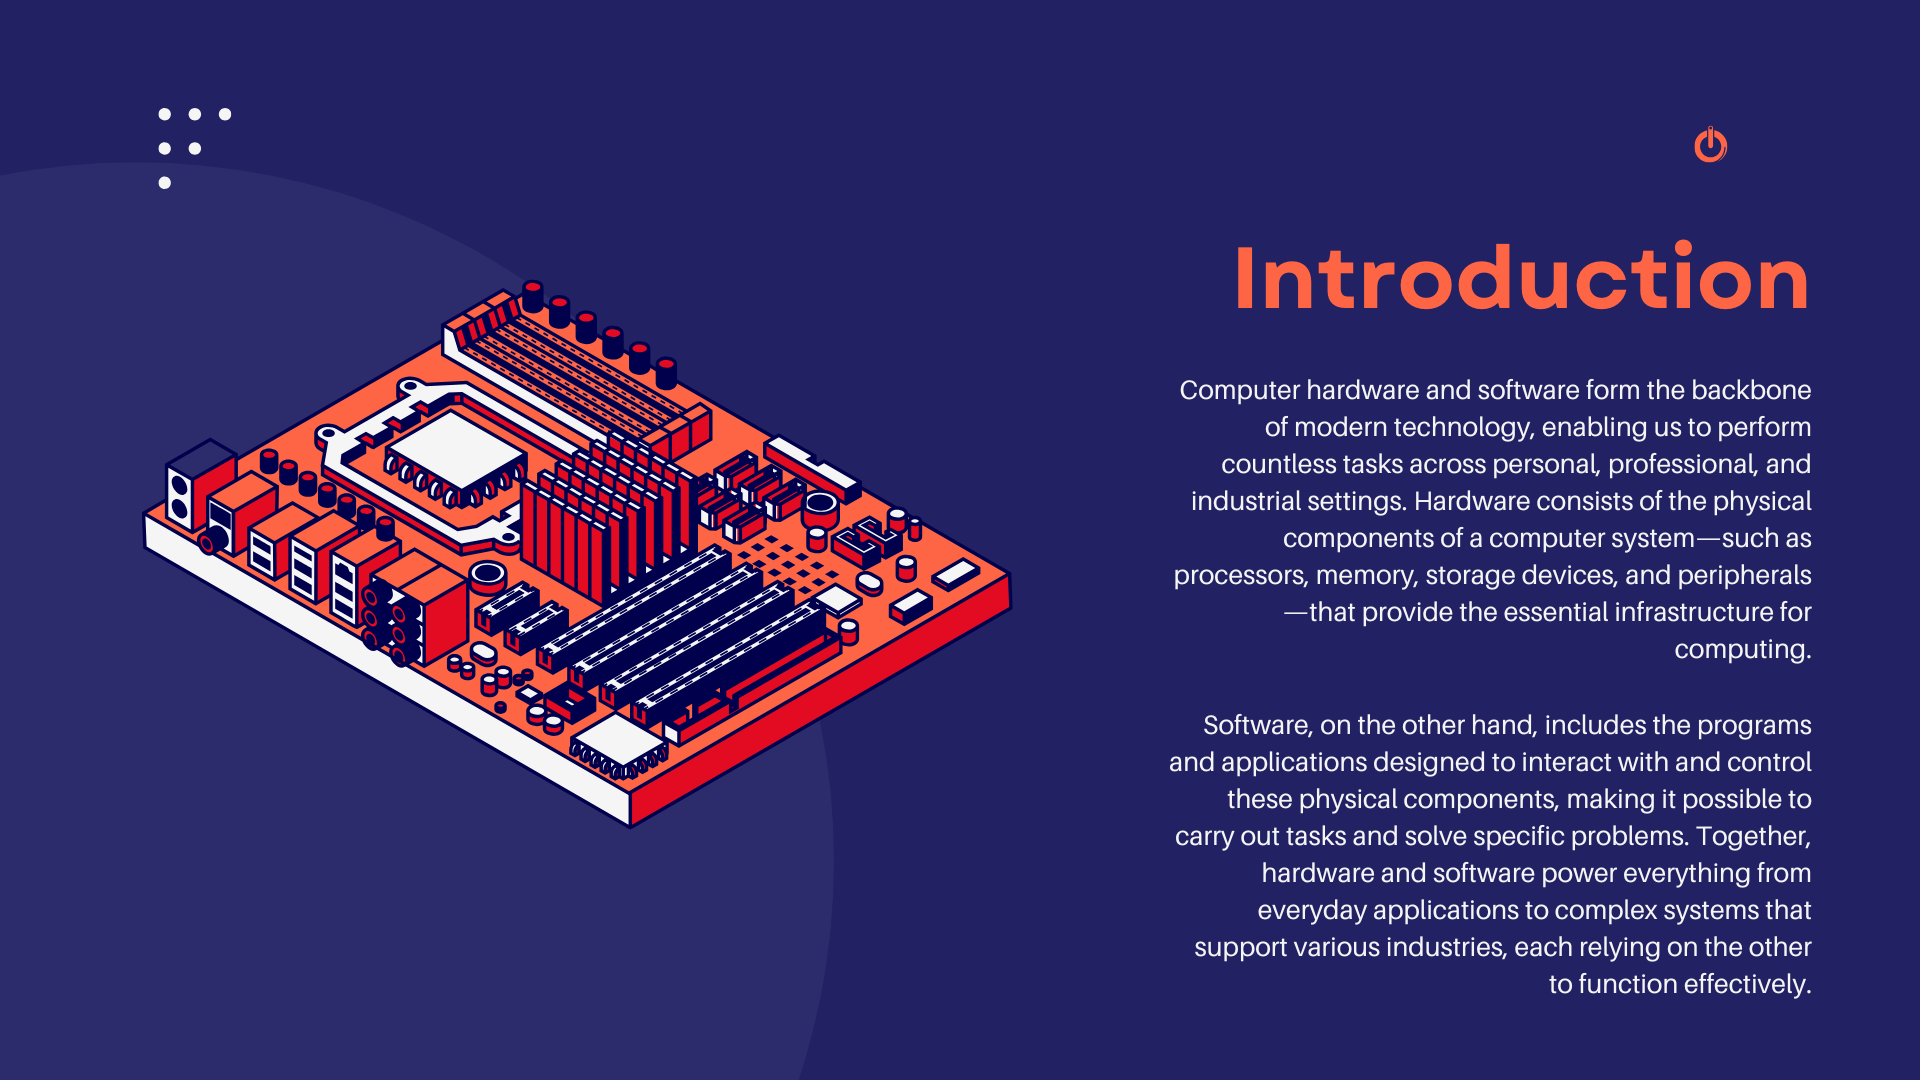 Introduction
Computer hardware and software form the backbone
of modern technology, enabling us to perform
countless tasks across personal, professional, and
industrial settings. Hardware consists of the physical
components of a computer system—such as
processors, memory, storage devices, and peripherals
—that provide the essential infrastructure for
computing.
Software, on the other hand, includes the programs
and applications designed to interact with and control
these physical components, making it possible to
carry out tasks and solve specific problems. Together,
hardware and software power everything from
everyday applications to complex systems that
support various industries, each relying on the other
to function effectively.